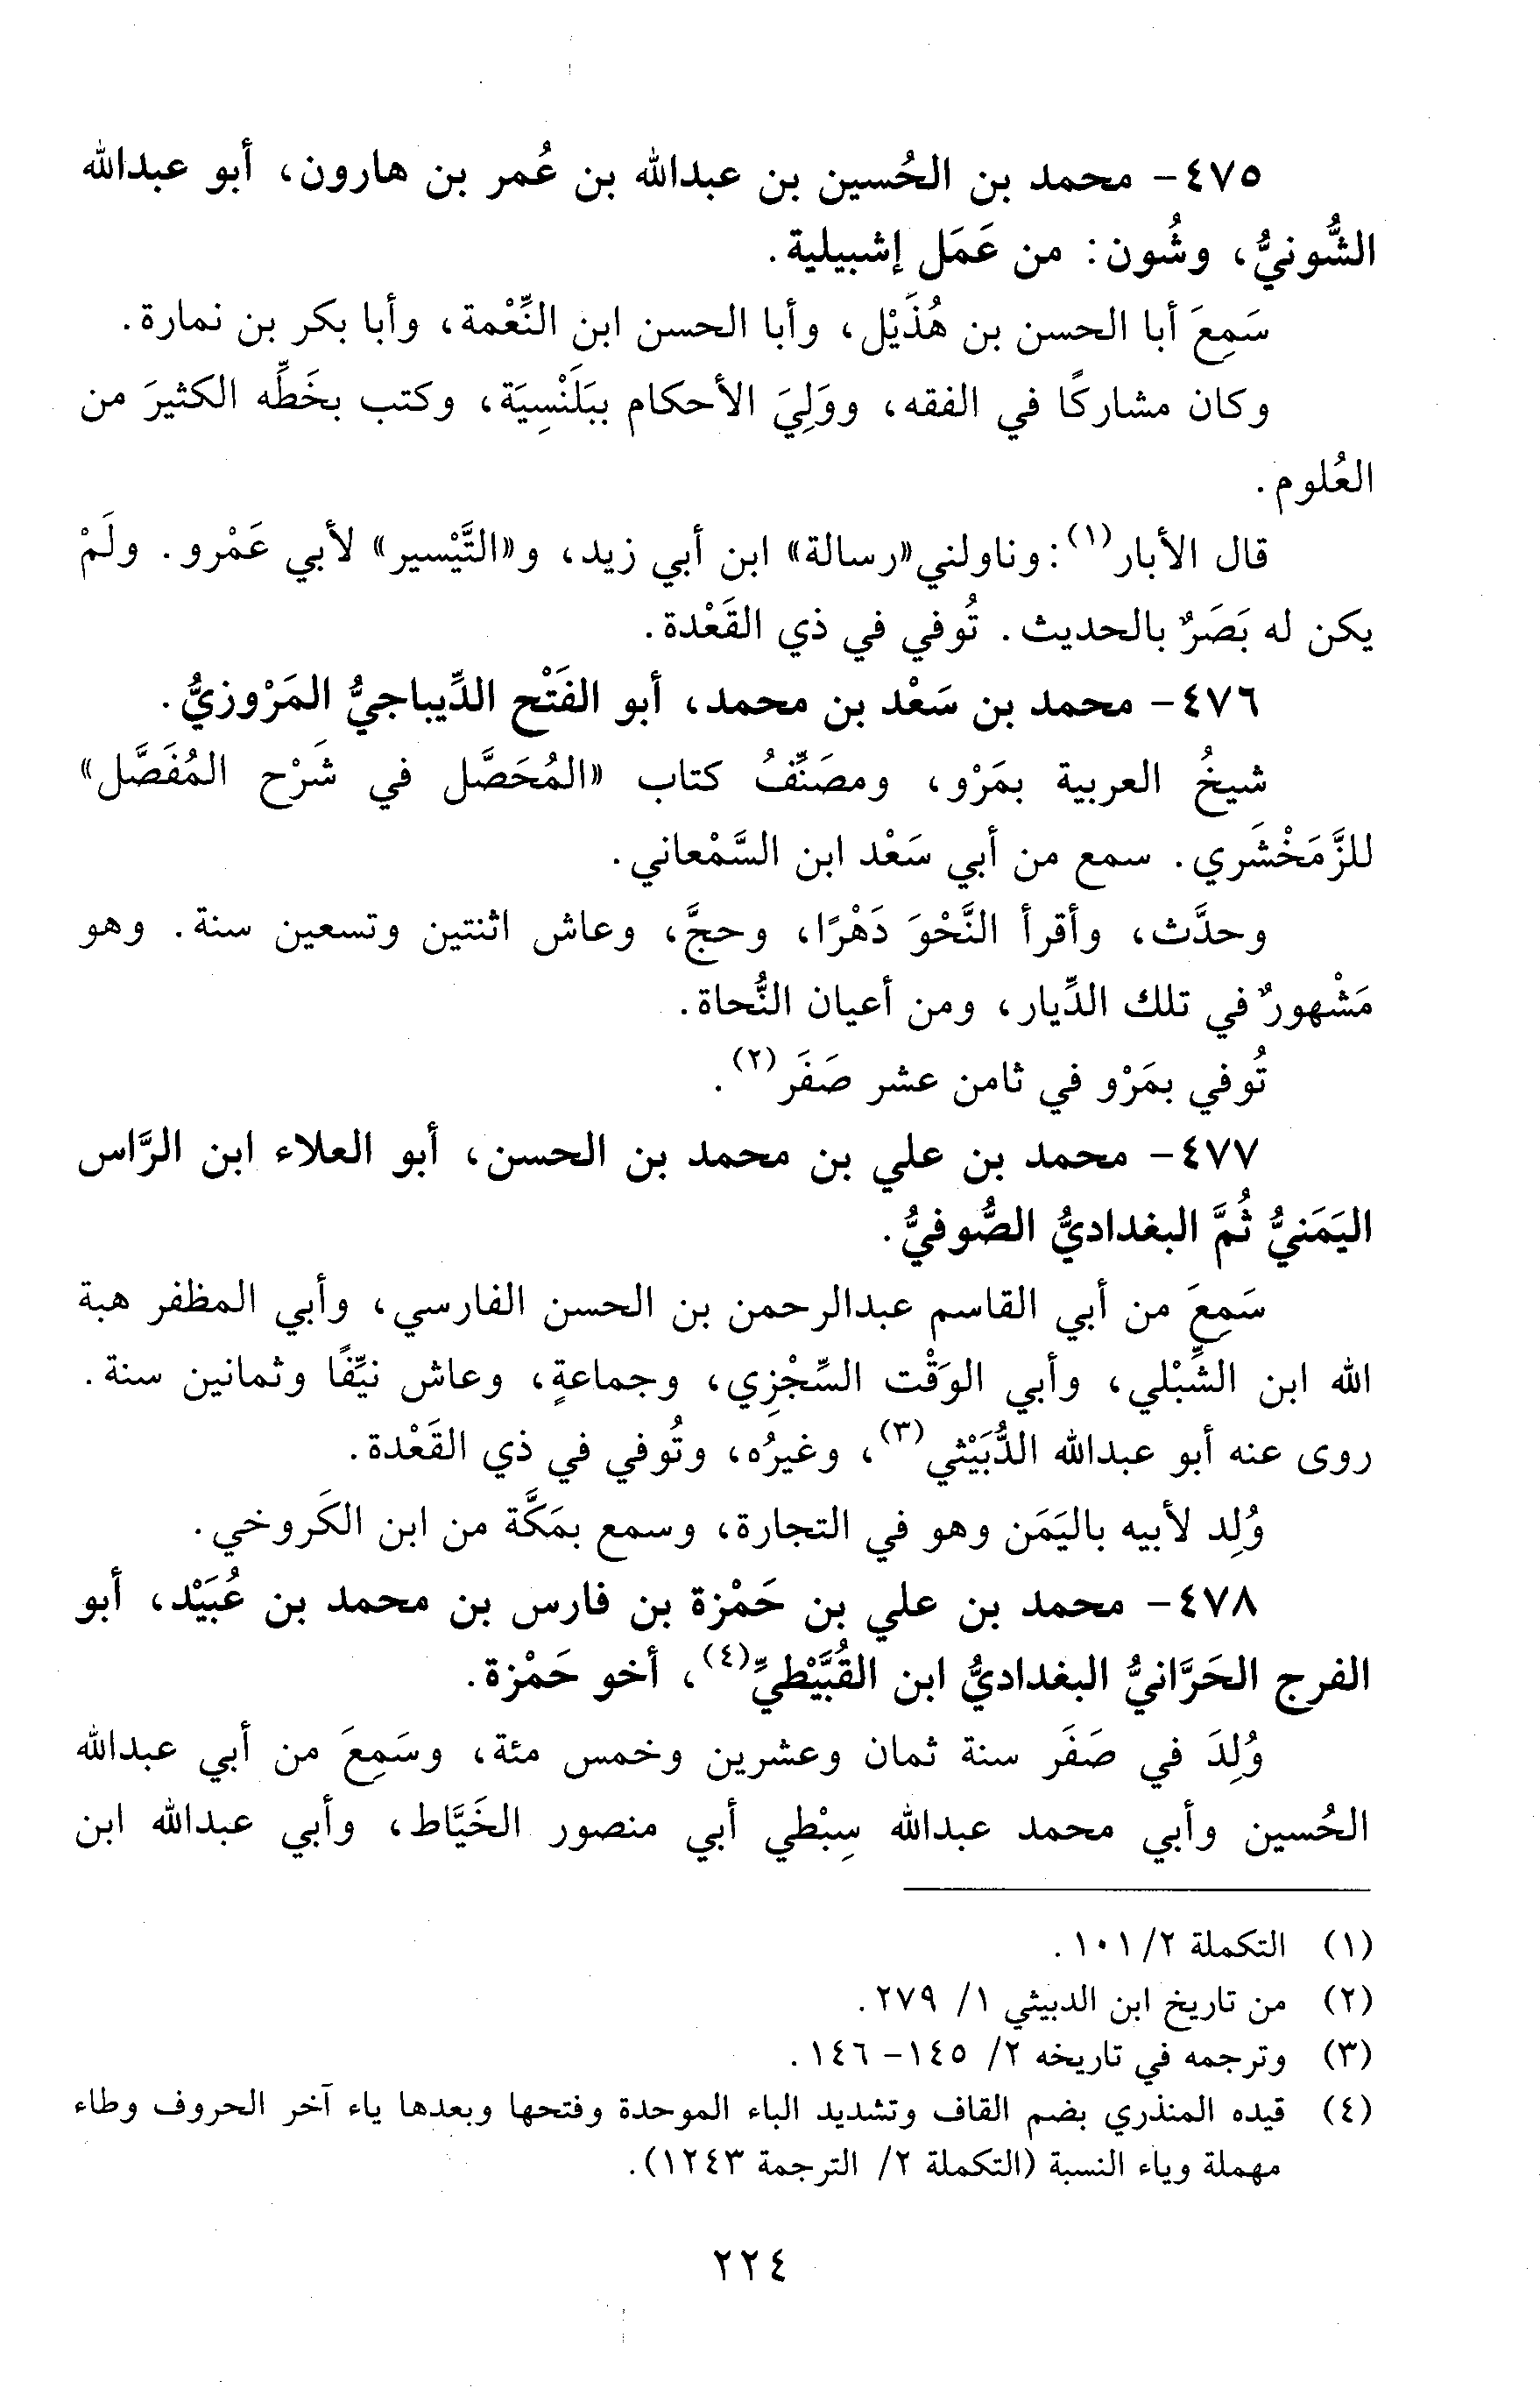 ٤٧٥- محمد بن الحُسين بن عبدالله بن عُمر بن هارون، أبو عبدالله
الشُّونيُّ، وشُون: من عَمَل إشبيلية.
سَمِعَ أبا الحسن بن هُذَيْل، وأبا الحسن ابن النِّعْمة، وأبا بكر بن نمارة.
وكان مشاركًا في الفقه، ووَلِيَ الأحكام ببَلَنْسِيَة، وكتب بخَطِّه الكثيرَ من
العُلوم.
قال الأبار(١): وناولني «رسالة» ابن أبي زيد، و«التَّيْسير» لأبي عَمْرو. ولَمْ
يكن له بَصَرٌ بالحديث. تُوفي في ذي القَعْدة.
٤٧٦- محمد بن سَعْد بن محمد، أبو الفَتْح الدِّيباجيُّ المَرْوزيُّ.
شيخُ العربية بمَرْو، ومصَنِّفُ كتاب «المُحَصَّل في شَرْح المُفَصَّل»
للزَّمَخْشَري. سمع من أبي سَعْد ابن السَّمْعاني.
وحدَّث، وأقرأ النَّحْوَ دَهْرًا، وحجَّ، وعاش اثنتين وتسعين سنة. وهو
مَشْهورٌ في تلك الدِّيار، ومن أعيان النُّحاة.
تُوفي بمَرْو في ثامن عشر صَفَر(٢).
٤٧٧- محمد بن علي بن محمد بن الحسن، أبو العلاء ابن الرَّاس
اليَمَنيُّ ثُمَّ البغداديُّ الصُّوفيُّ.
سَمِعَ من أبي القاسم عبدالرحمن بن الحسن الفارسي، وأبي المظفر هبة
الله ابن الشِّبْلي، وأبي الوَقْت السِّجْزِي، وجماعةٍ، وعاش نيِّفًا وثمانين سنة.
روى عنه أبو عبدالله الدُّبَيْثي(٣)، وغيرُه، وتُوفي في ذي القَعْدة.
وُلِد لأبيه باليَمَن وهو في التجارة، وسمع بمَكَّة من ابن الكَروخي.
٤٧٨- محمد بن علي بن حَمْزة بن فارس بن محمد بن عُبَيْد، أبو
الفرج الحَرَّانيُّ البغداديُّ ابن القُبَّيْطيِّ(٤)، أخو حَمْزة.
وُلِدَ في صَفَر سنة ثمان وعشرين وخمس مئة، وسَمِعَ من أبي عبدالله
الحُسين وأبي محمد عبدالله سِبْطي أبي منصور الخَيَّاط، وأبي عبدالله ابن
(١) التكملة ٢/ ١٠١.
(٢) من تاريخ ابن الدبيثي ١/ ٢٧٩.
(٣) وترجمه في تاريخه ٢/ ١٤٥- ١٤٦.
(٤) قيده المنذري بضم القاف وتشديد الباء الموحدة وفتحها وبعدها ياء آخر الحروف وطاء
مهملة وياء النسبة (التكملة ٢/ الترجمة ١٢٤٣).
٢٢٤